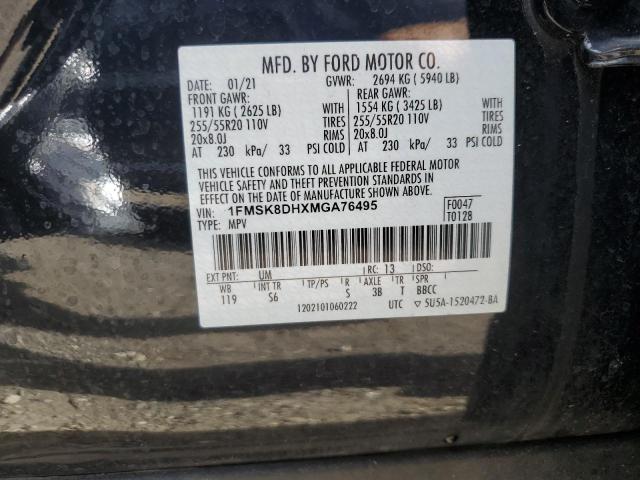 MFD. BY FORD MOTOR CO.
DATE: 01/21 GVWR: 2694 KG ( 5940 LB)
FRONT GAWR: REAR GAWR:
1191 KG ( 2625 LB) WITH 1554 KG ( 3425 LB) WITH
255/55R20 110V TIRES 255/55R20 110V TIRES
20x8.0J RIMS 20x8.0J RIMS
AT 230 kPa/ 33 PSI COLD AT 230 kPa/ 33 PSI COLD
THIS VEHICLE CONFORMS TO ALL APPLICABLE FEDERAL MOTOR
VEHICLE SAFETY AND THEFT PREVENTION STANDARDS IN
EFFECT ON THE DATE OF MANUFACTURE SHOWN ABOVE.
VIN: 1FMSK8DHXMGA76495 F0047
TYPE: MPV T0128
EXT PNT: UM RC: 13 DSO:
WB INT TR TP/PS R AXLE TR SPR
119 S6 S 3B T BBCC
1202101060222 UTC 5U5A-1520472-BA